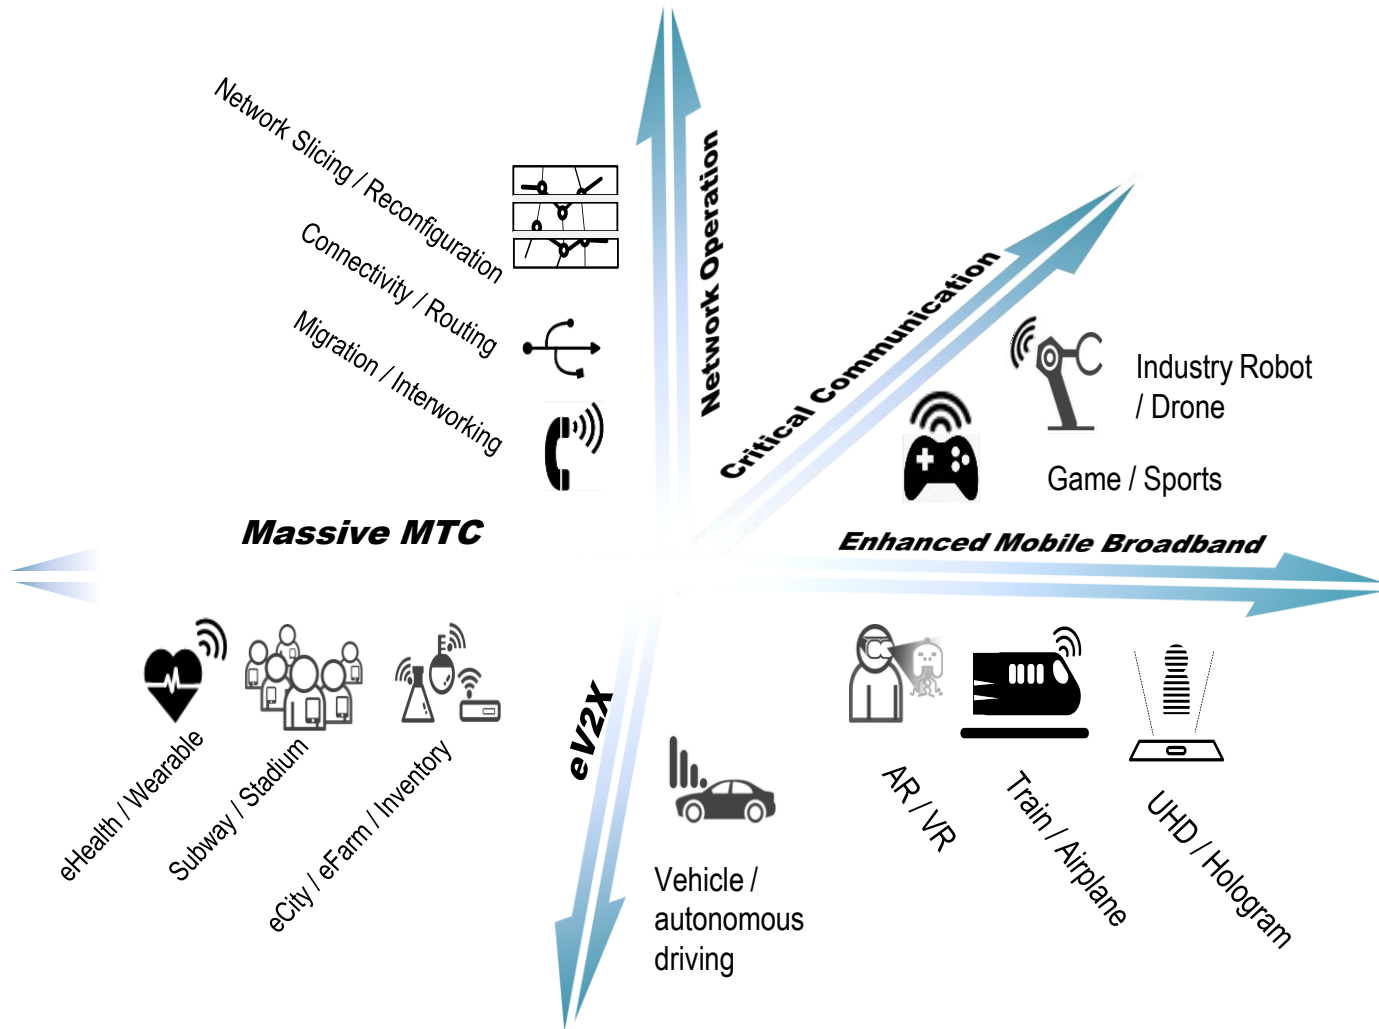 Network Operation
Network Slicing / Reconfiguration
Connectivity / Routing
Migration / Interworking
Critical Communication
Industry Robot
/ Drone
Game / Sports
Massive MTC
Enhanced Mobile Broadband
eHealth / Wearable
Subway / Stadium
eCity / eFarm / Inventory
eV2X
Vehicle /
autonomous
driving
AR / VR
Train / Airplane
UHD / Hologram